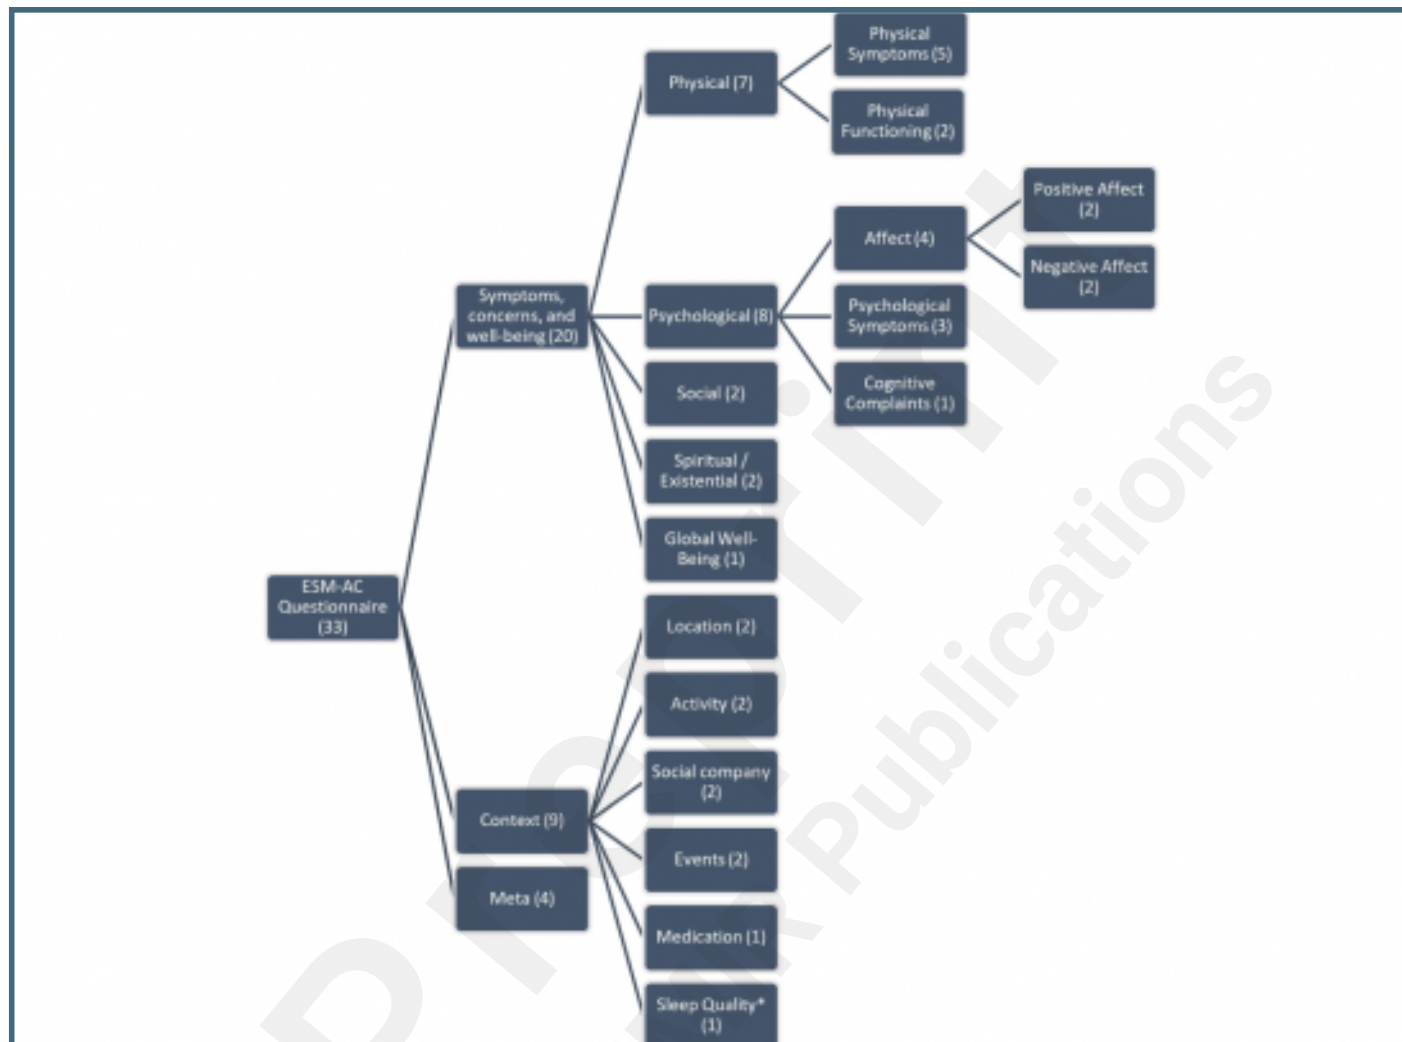 Physical
Symptoms (5)
Physical (7)
Physical
Functioning (2)
Positive Affect
(2)
Affect (4)
Negative Affect
(2)
Symptoms,
concerns, and
well-being (20)
Psychological (8)
Psychological
Symptoms (3)
Social (2)
Cognitive
Complaints (1)
Spiritual /
Existential (2)
Global Well-
Being (1)
ESM-AC
Questionnaire
(33)
Location (2)
Activity (2)
Social company
(2)
Context (9)
Events (2)
Meta (4)
Medication (1)
Sleep Quality*
(1)
Preprint
JMIR Publications